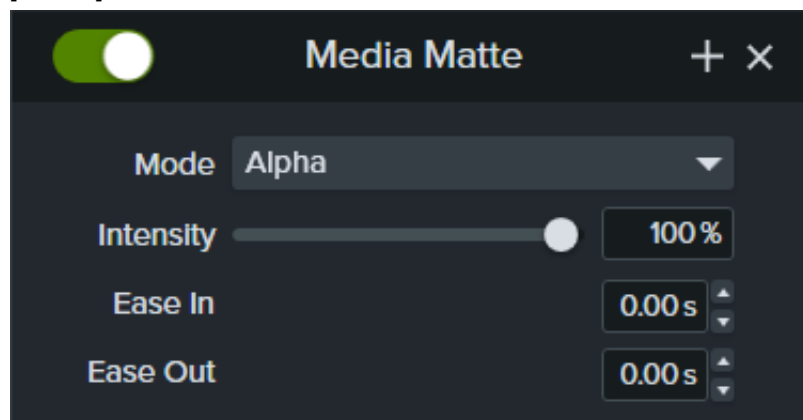 Media Matte
Mode Alpha
Intensity 100%
Ease In 0.00s
Ease Out 0.00s